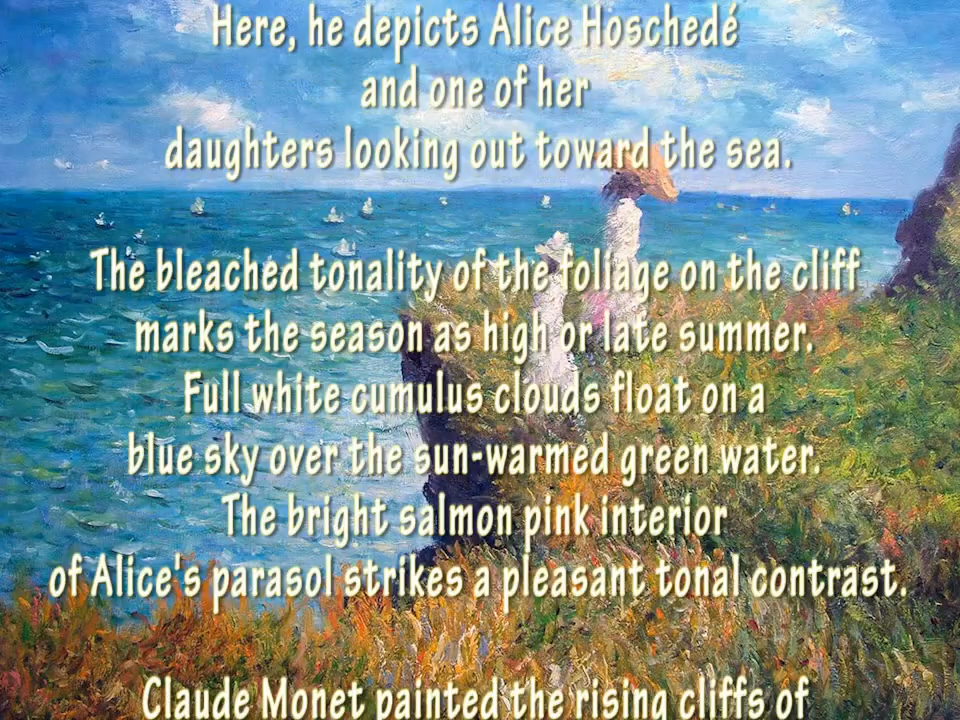 Here, he depicts Alice Hoschedé
and one of her
daughters looking out toward the sea.
The bleached tonality of the foliage on the cliff
marks the season as high or late summer.
Full white cumulus clouds float on a
blue sky over the sun-warmed green water.
The bright salmon pink interior
of Alice's parasol strikes a pleasant tonal contrast.
Claude Monet painted the rising cliffs of